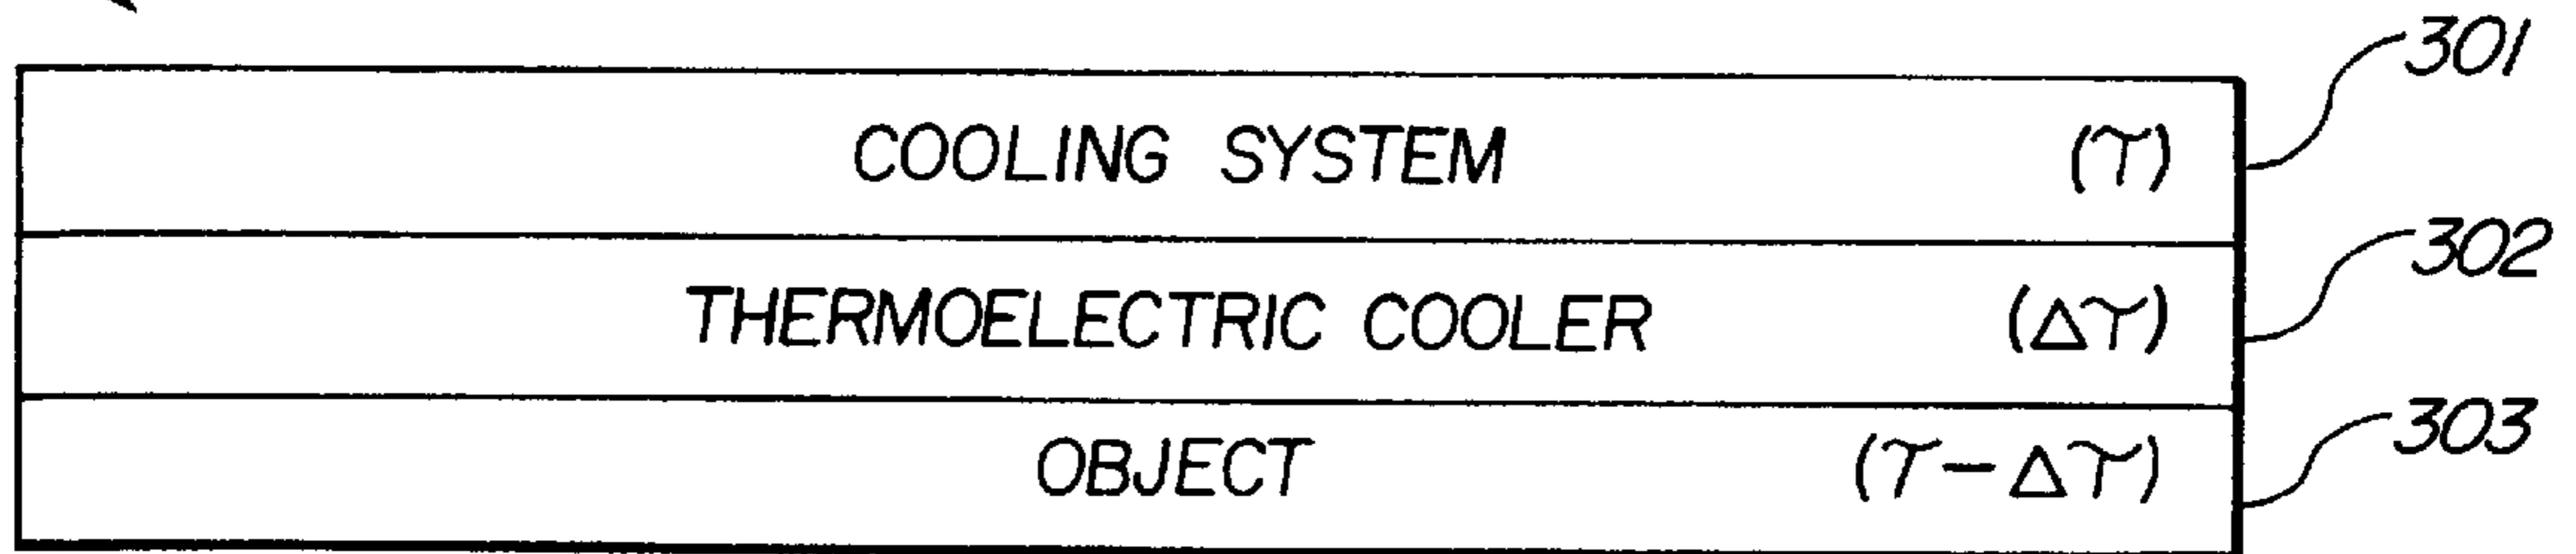 301
COOLING SYSTEM (T)
302
THERMOELECTRIC COOLER (ΔT)
303
OBJECT (T-ΔT)